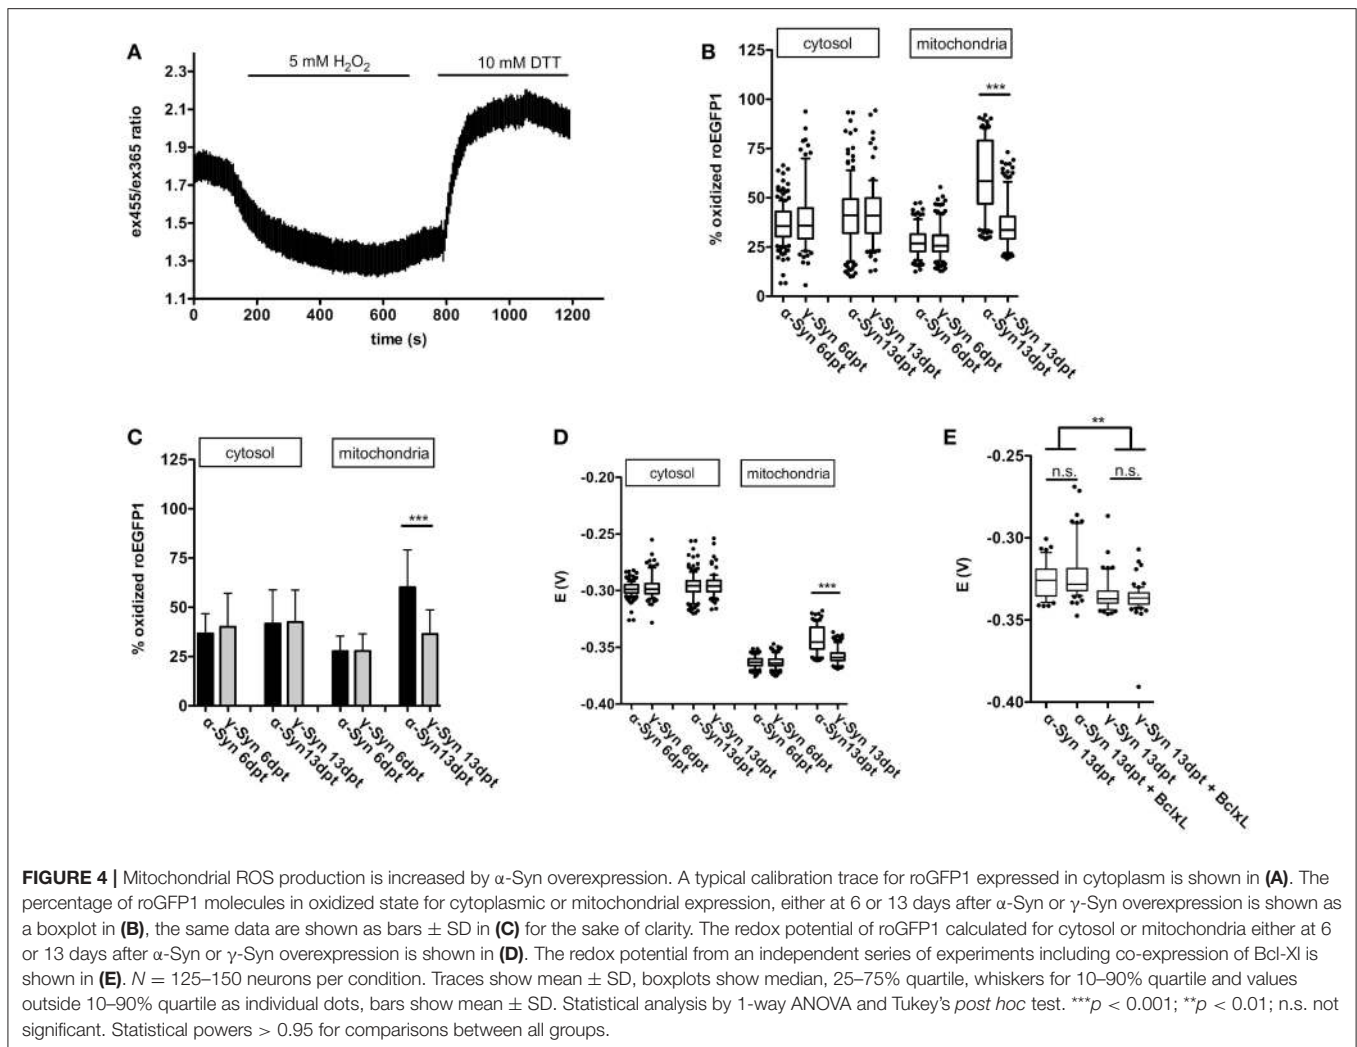 A
5 mM H₂O₂
10 mM DTT
2.3
2.1
1.9
1.7
1.5
1.3
1.1
ex455/ex365 ratio
0
200
400
600
800
1000
1200
time (s)
B
cytosol
mitochondria
***
125
100
75
50
25
0
% oxidized roEGFP1
α-Syn 6dpt
γ-Syn 6dpt
α-Syn13dpt
γ-Syn 13dpt
α-Syn 6dpt
γ-Syn 6dpt
α-Syn13dpt
γ-Syn 13dpt
C
cytosol
mitochondria
***
125
100
75
50
25
0
% oxidized roEGFP1
α-Syn 6dpt
γ-Syn 6dpt
α-Syn13dpt
γ-Syn 13dpt
α-Syn 6dpt
γ-Syn 6dpt
α-Syn13dpt
γ-Syn 13dpt
D
cytosol
mitochondria
***
-0.20
-0.25
-0.30
-0.35
-0.40
E (V)
α-Syn 6dpt
γ-Syn 6dpt
α-Syn13dpt
γ-Syn 13dpt
α-Syn 6dpt
γ-Syn 6dpt
α-Syn13dpt
γ-Syn 13dpt
E
**
n.s.
n.s.
-0.25
-0.30
-0.35
-0.40
E (V)
α-Syn 13dpt
α-Syn 13dpt + BclxL
γ-Syn 13dpt
γ-Syn 13dpt + BclxL
FIGURE 4 | Mitochondrial ROS production is increased by α-Syn overexpression. A typical calibration trace for roGFP1 expressed in cytoplasm is shown in (A). The
percentage of roGFP1 molecules in oxidized state for cytoplasmic or mitochondrial expression, either at 6 or 13 days after α-Syn or γ-Syn overexpression is shown as
a boxplot in (B), the same data are shown as bars ± SD in (C) for the sake of clarity. The redox potential of roGFP1 calculated for cytosol or mitochondria either at 6
or 13 days after α-Syn or γ-Syn overexpression is shown in (D). The redox potential from an independent series of experiments including co-expression of Bcl-Xl is
shown in (E). N = 125–150 neurons per condition. Traces show mean ± SD, boxplots show median, 25–75% quartile, whiskers for 10–90% quartile and values
outside 10–90% quartile as individual dots, bars show mean ± SD. Statistical analysis by 1-way ANOVA and Tukey's post hoc test. ***p < 0.001; **p < 0.01; n.s. not
significant. Statistical powers > 0.95 for comparisons between all groups.